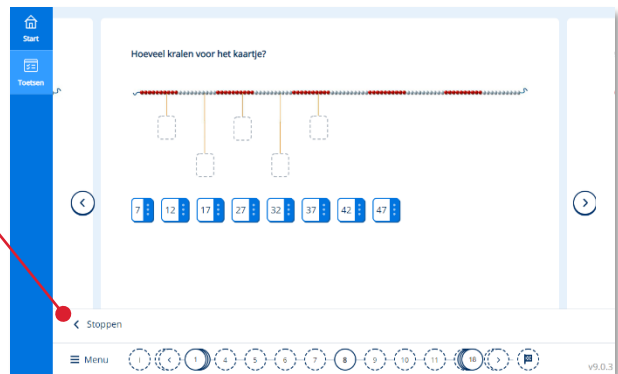 Start
Toetsen
Hoeveel kralen voor het kaartje?
7 12 17 27 32 37 42 47
Stoppen
Menu
i 1 4 5 6 7 8 9 10 11 18
v9.0.3